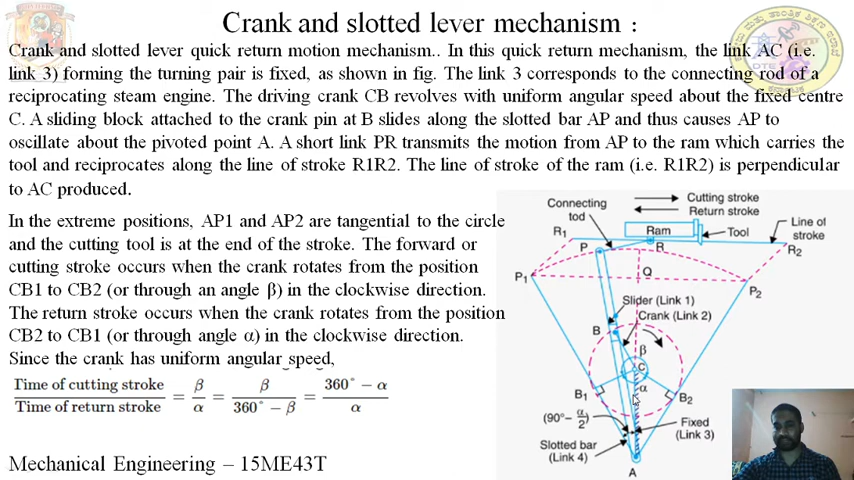 Crank and slotted lever mechanism :
Crank and slotted lever quick return motion mechanism.. In this quick return mechanism, the link AC (i.e.
link 3) forming the turning pair is fixed, as shown in fig. The link 3 corresponds to the connecting rod of a
reciprocating steam engine. The driving crank CB revolves with uniform angular speed about the fixed centre
C. A sliding block attached to the crank pin at B slides along the slotted bar AP and thus causes AP to
oscillate about the pivoted point A. A short link PR transmits the motion from AP to the ram which carries the
tool and reciprocates along the line of stroke R1R2. The line of stroke of the ram (i.e. R1R2) is perpendicular
to AC produced.
In the extreme positions, AP1 and AP2 are tangential to the circle
and the cutting tool is at the end of the stroke. The forward or
cutting stroke occurs when the crank rotates from the position
CB1 to CB2 (or through an angle β) in the clockwise direction.
The return stroke occurs when the crank rotates from the position
CB2 to CB1 (or through angle α) in the clockwise direction.
Since the crank has uniform angular speed,
Time of cutting stroke / Time of return stroke = β / α = β / 360° − β = 360° − α / α
Mechanical Engineering – 15ME43T
Connecting
tod
Cutting stroke
Return stroke
R1
Ram
Tool
Line of
stroke
P
R
R2
P1
Q
P2
Slider (Link 1)
Crank (Link 2)
B
β
C
α
B1
B2
(90°– α/2)
Fixed
(Link 3)
Slotted bar
(Link 4)
A